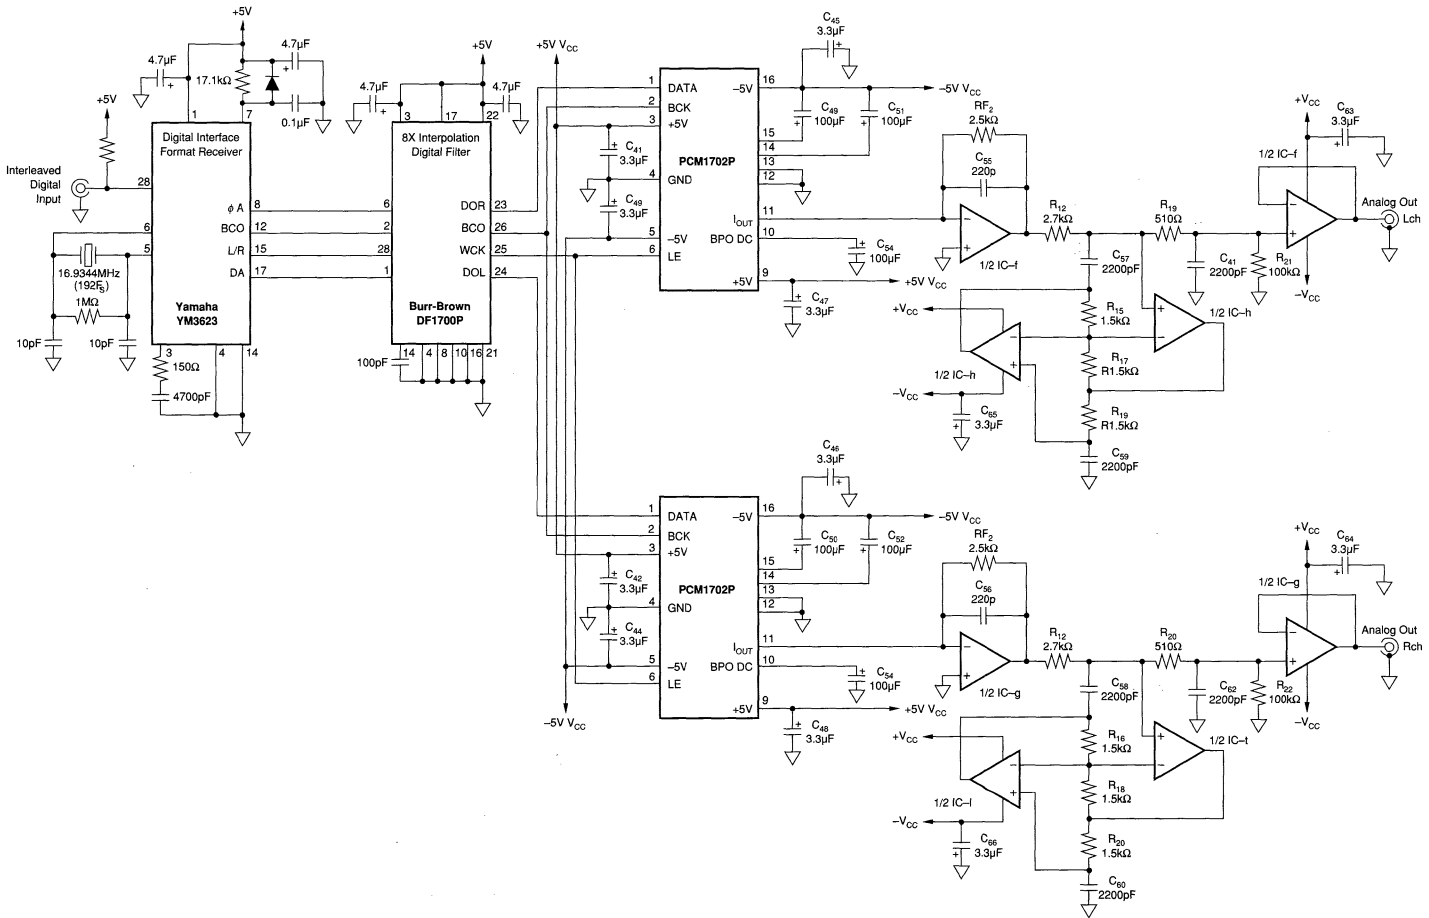 +5V
4.7µF
+
17.1kΩ
4.7µF
+
0.1µF
+5V
1
7
Digital Interface
Format Receiver
Interleaved
Digital
Input
28
6
5
16.9344MHz
(192FS)
1MΩ
10pF
10pF
φ A
BCO
L/R
DA
8
12
15
17
Yamaha
YM3623
3
4
14
150Ω
4700pF
+5V
4.7µF
+
4.7µF
+
3
17
22
8X Interpolation
Digital Filter
6
2
28
1
DOR
BCO
WCK
DOL
23
26
25
24
Burr-Brown
DF1700P
100pF
14
4
8
10
16
21
+5V VCC
−5V VCC
C45
3.3µF
+
1
2
3
4
5
6
DATA
BCK
+5V
GND
−5V
LE
PCM1702P
−5V
IOUT
BPO DC
+5V
16
15
14
13
12
11
10
9
+
C41
3.3µF
+
C49
3.3µF
C49
100µF
+
C51
100µF
+
−5V VCC
+
C54
100µF
+5V VCC
+
C47
3.3µF
RF2
2.5kΩ
C55
220p
−
+
1/2 IC–f
R12
2.7kΩ
C57
2200pF
R19
510Ω
C41
2200pF
R21
100kΩ
1/2 IC–f
+VCC
C63
3.3µF
+
−
+
−VCC
Analog Out
Lch
+VCC
−VCC
−
+
1/2 IC–h
+
C65
3.3µF
R15
1.5kΩ
R17
R1.5kΩ
R19
R1.5kΩ
C59
2200pF
+
−
1/2 IC–h
C46
3.3µF
+
1
2
3
4
5
6
DATA
BCK
+5V
GND
−5V
LE
PCM1702P
−5V
IOUT
BPO DC
+5V
16
15
14
13
12
11
10
9
+
C42
3.3µF
+
C44
3.3µF
C50
100µF
+
C52
100µF
+
−5V VCC
+
C54
100µF
+5V VCC
+
C48
3.3µF
RF2
2.5kΩ
C56
220p
−
+
1/2 IC–g
R12
2.7kΩ
C58
2200pF
R20
510Ω
C62
2200pF
R22
100kΩ
1/2 IC–g
+VCC
C64
3.3µF
+
−
+
−VCC
Analog Out
Rch
+VCC
−VCC
−
+
1/2 IC–I
+
C66
3.3µF
R16
1.5kΩ
R18
1.5kΩ
R20
1.5kΩ
C60
2200pF
+
−
1/2 IC–t